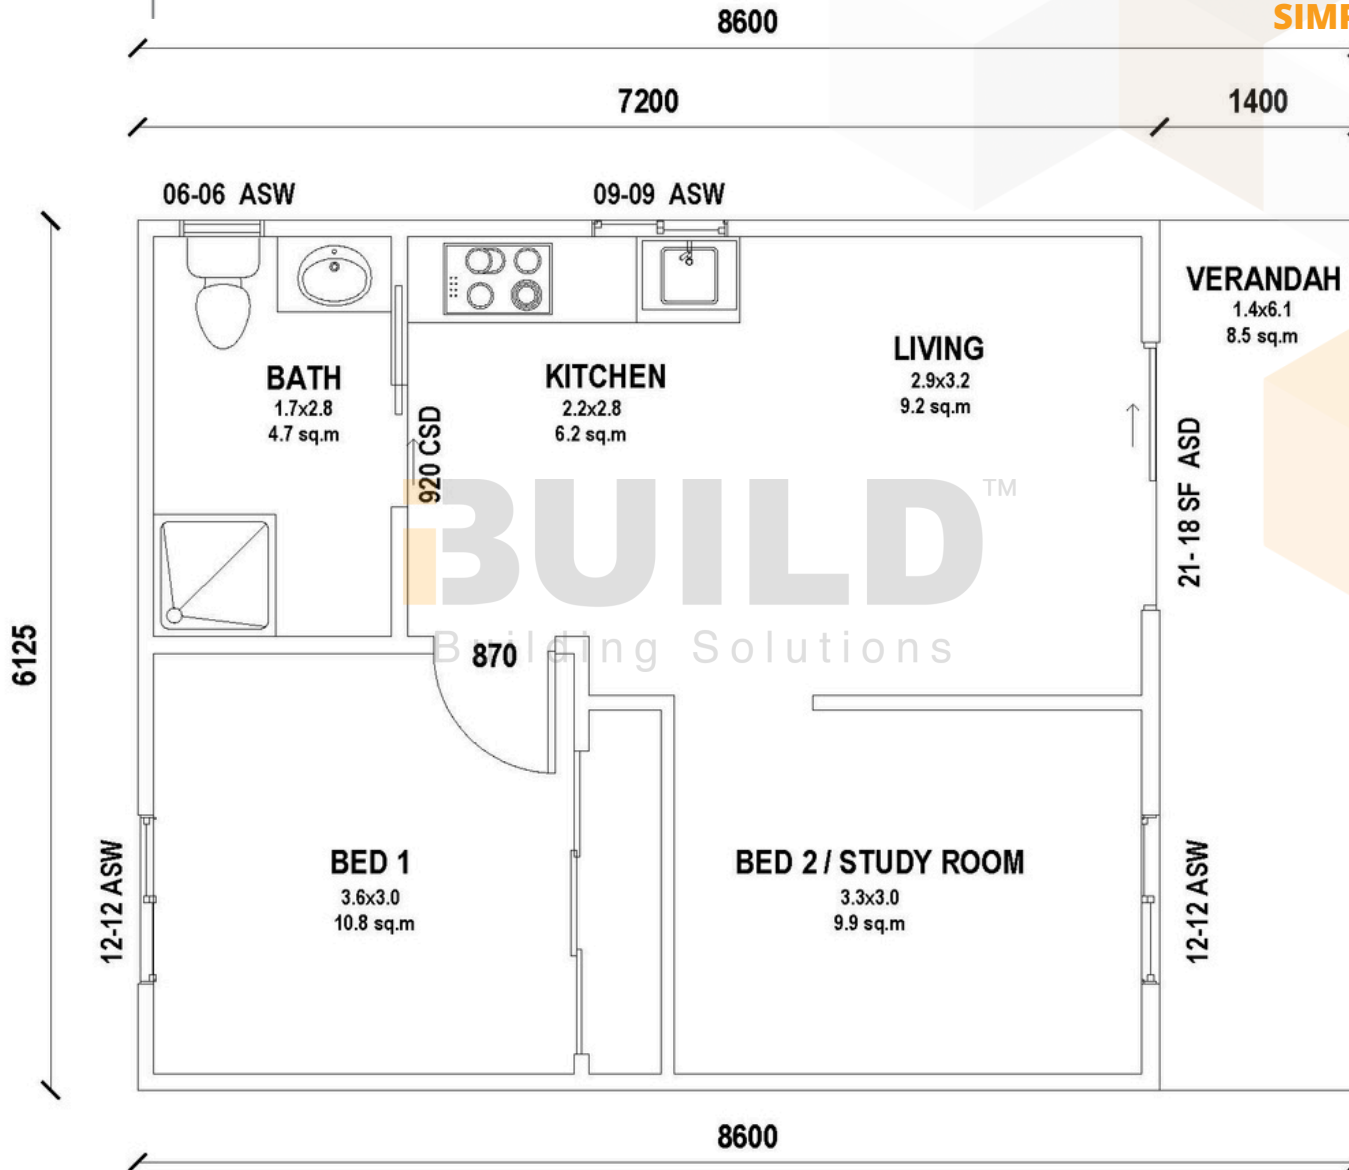 SIMP
8600
7200
1400
06-06 ASW
09-09 ASW
VERANDAH
1.4x6.1
8.5 sq.m
LIVING
2.9x3.2
9.2 sq.m
BATH
1.7x2.8
4.7 sq.m
KITCHEN
2.2x2.8
6.2 sq.m
920 CSD
21- 18 SF ASD
iBUILD™
Building Solutions
6125
870
12-12 ASW
BED 1
3.6x3.0
10.8 sq.m
BED 2 / STUDY ROOM
3.3x3.0
9.9 sq.m
12-12 ASW
8600